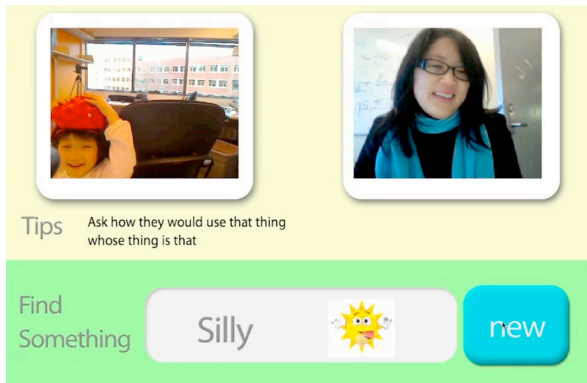 Tips
Ask how they would use that thing
whose thing is that
Find
Something
Silly
new